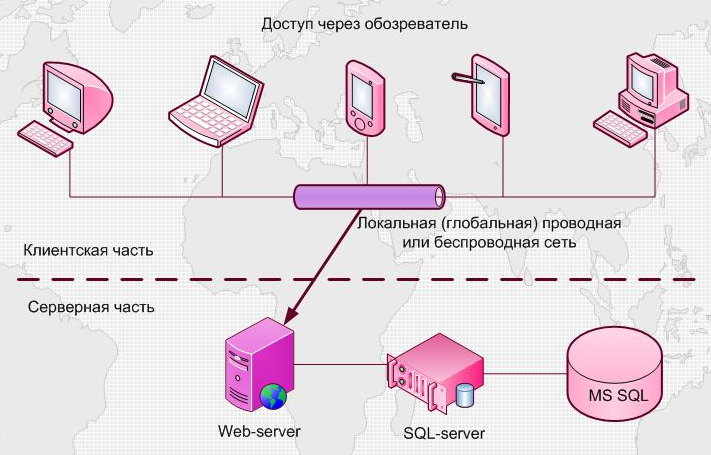 Доступ через обозреватель
Локальная (глобальная) проводная
или беспроводная сеть
Клиентская часть
Серверная часть
MS SQL
Web-server
SQL-server